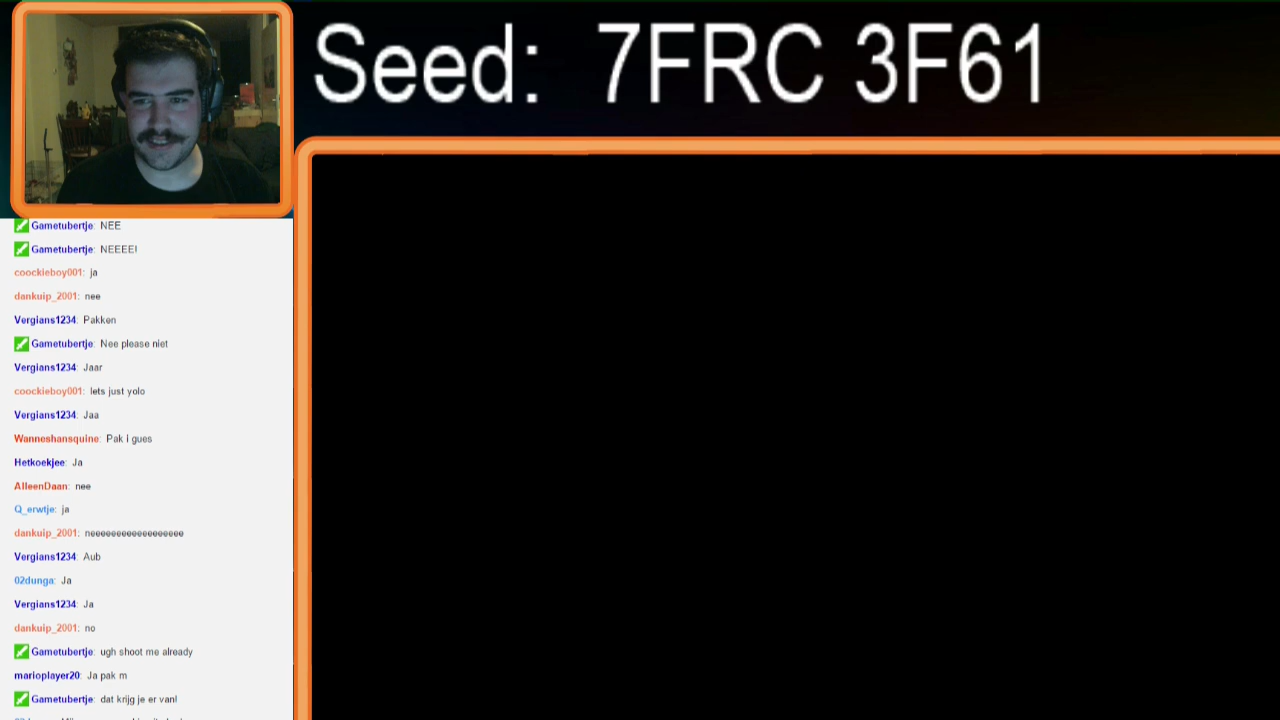 Seed: 7FRC 3F61
Gametubertje: NEE
Gametubertje: NEEEE!
coockieboy001: ja
dankuip_2001: nee
Vergians1234: Pakken
Gametubertje: Nee please niet
Vergians1234: Jaar
coockieboy001: lets just yolo
Vergians1234: Jaa
Wanneshansquine: Pak i gues
Hetkoekjee: Ja
AlleenDaan: nee
Q_erwtje: ja
dankuip_2001: neeeeeeeeeeeeeeeeee
Vergians1234: Aub
02dunga: Ja
Vergians1234: Ja
dankuip_2001: no
Gametubertje: ugh shoot me already
marioplayer20: Ja pak m
Gametubertje: dat krijg je er van!